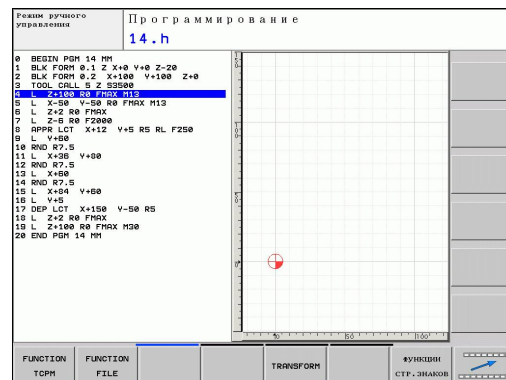 Режим ручного
управления
Программирование
14.h
0 BEGIN PGM 14 MM
1 BLK FORM 0.1 Z X+0 Y+0 Z-20
2 BLK FORM 0.2 X+100 Y+100 Z+0
3 TOOL CALL 5 Z S3500
4 L Z+100 R0 FMAX M13
5 L X-50 Y-50 R0 FMAX M13
6 L Z+2 R0 FMAX
7 L Z-6 R0 F2000
8 APPR LCT X+12 Y+5 R5 RL F250
9 L Y+60
10 RND R7.5
11 L X+36 Y+80
12 RND R7.5
13 L X+60
14 RND R7.5
15 L X+84 Y+60
16 L Y+5
17 DEP LCT X+150 Y-50 R5
18 L Z+2 R0 FMAX
19 L Z+100 R0 FMAX M30
20 END PGM 14 MM
50
100
FUNCTION
TCPM
FUNCTION
FILE
TRANSFORM
ФУНКЦИИ
СТР. ЗНАКОВ